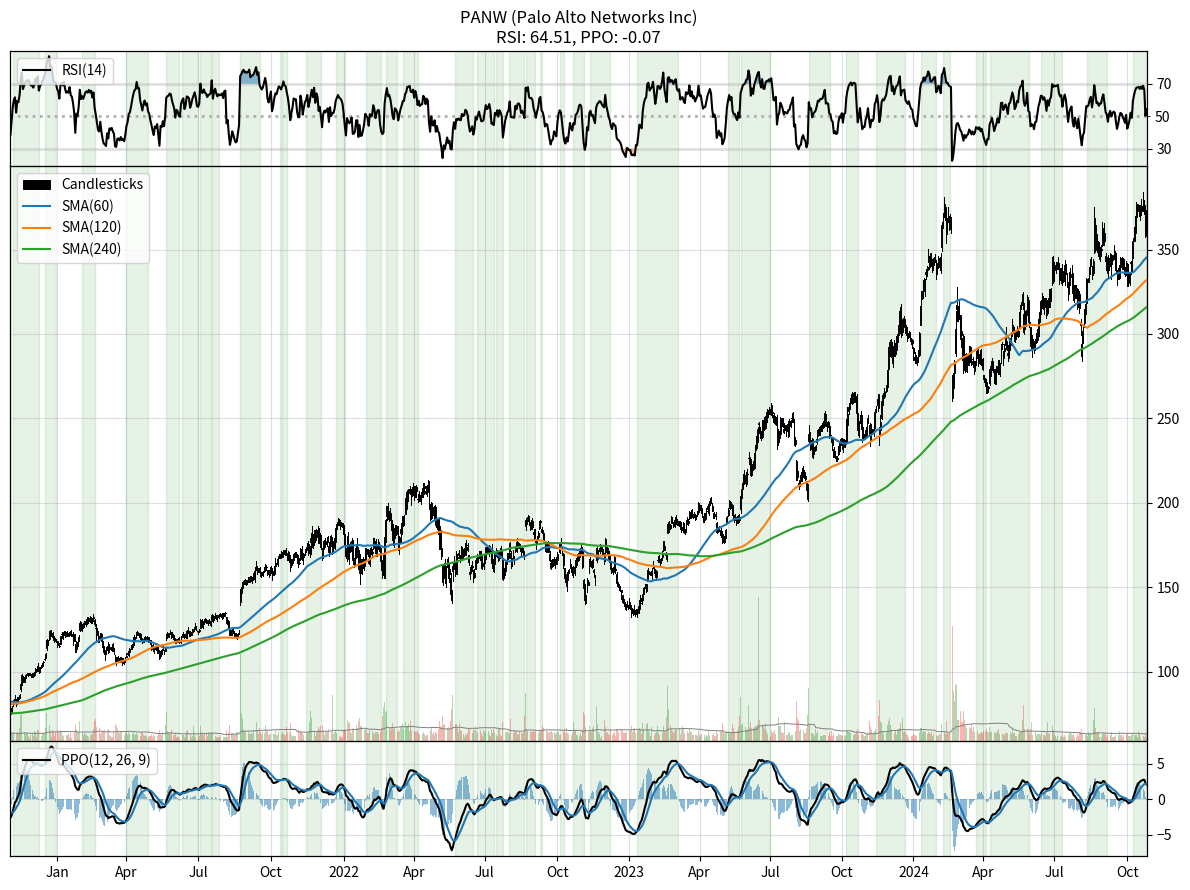 PANW (Palo Alto Networks Inc)
RSI: 64.51, PPO: -0.07
RSI(14)
70
50
30
Candlesticks
SMA(60)
SMA(120)
SMA(240)
350
300
250
200
150
100
PPO(12, 26, 9)
5
0
−5
Jan Apr Jul Oct 2022 Apr Jul Oct 2023 Apr Jul Oct 2024 Apr Jul Oct